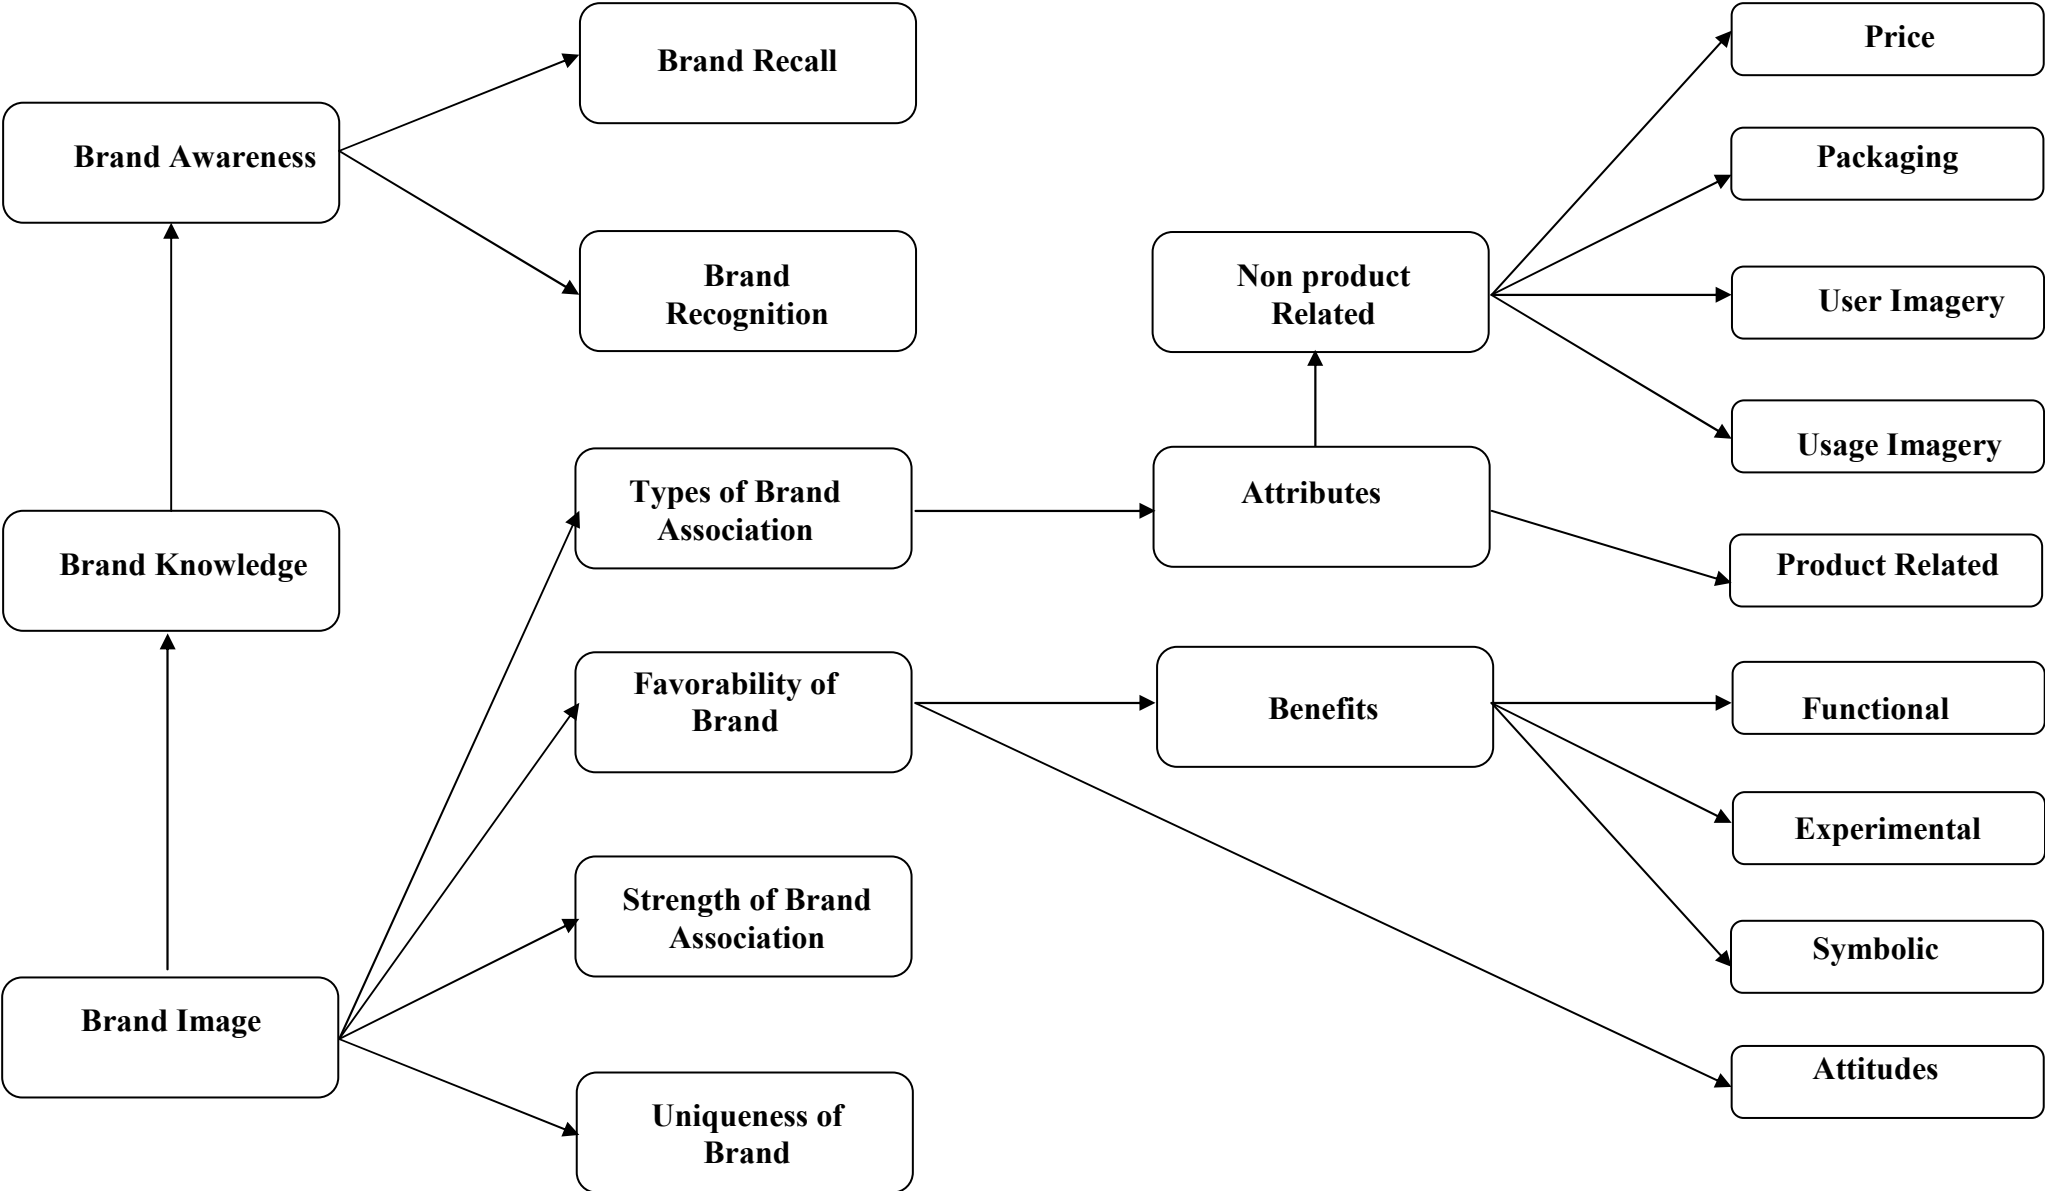 Brand Recall
Price
Brand Awareness
Packaging
Brand
Recognition
Non product
Related
User Imagery
Usage Imagery
Types of Brand
Association
Attributes
Brand Knowledge
Product Related
Favorability of
Brand
Benefits
Functional
Experimental
Strength of Brand
Association
Symbolic
Brand Image
Attitudes
Uniqueness of
Brand